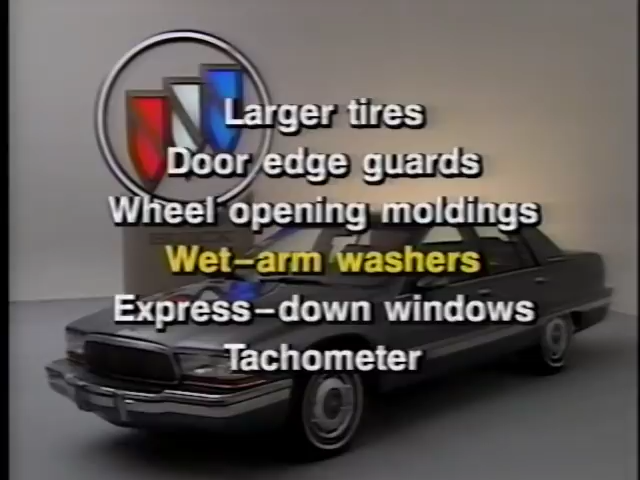 Larger tires
Door edge guards
Wheel opening moldings
Wet-arm washers
Express-down windows
Tachometer